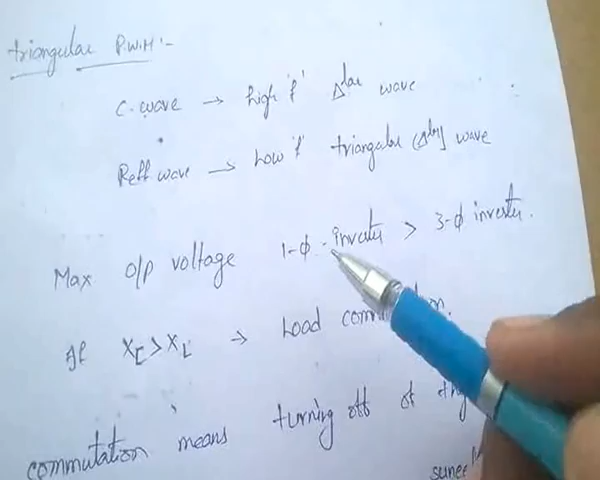 triangular PWM:-
C. wave → high 'f' Δlar wave
Reff wave → Low 'f' triangular (Δlar) wave
Max o/p voltage 1-ϕ - inverter > 3-ϕ inverter.
If XC > XL → Load
commutation means turning off of